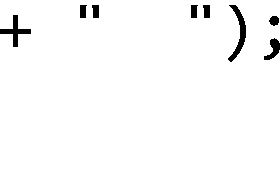 + "  ");